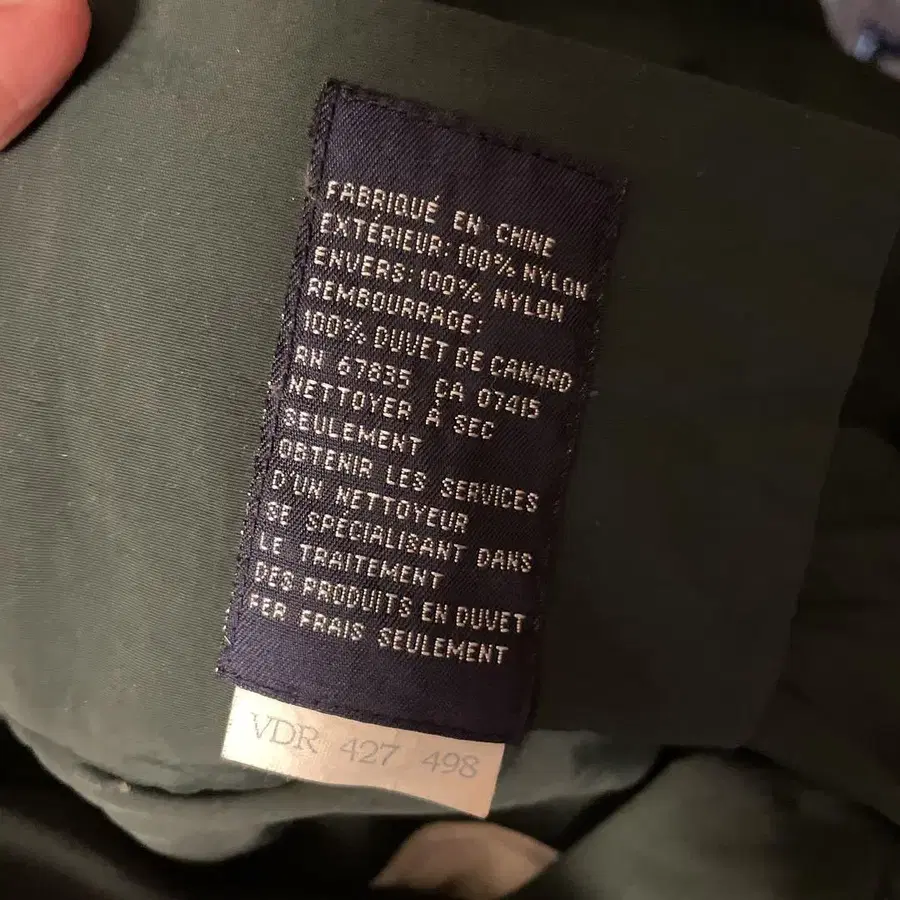 FABRIQUÉ EN CHINE
EXTÉRIEUR: 100% NYLON
ENVERS: 100% NYLON
REMBOURRAGE:
100% DUVET DE CANARD
RN 67835 CA 07415
NETTOYER À SEC
SEULEMENT
OBTENIR LES SERVICES
D'UN NETTOYEUR
SE SPÉCIALISANT DANS
LE TRAITEMENT
DES PRODUITS EN DUVET
FER FRAIS SEULEMENT
VDR 427 498